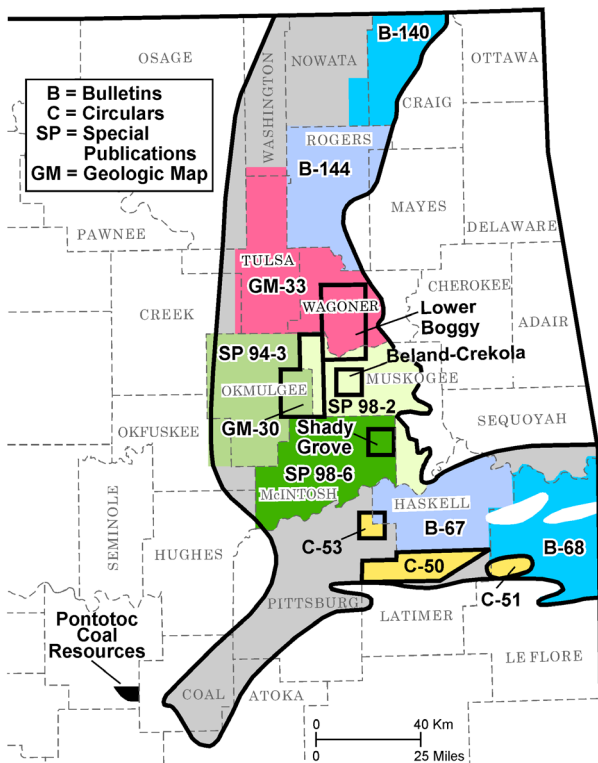 B-140
OSAGE
NOWATA
OTTAWA
B = Bulletins
C = Circulars
SP = Special
Publications
GM = Geologic Map
WASHINGTON
CRAIG
ROGERS
B-144
MAYES
DELAWARE
PAWNEE
TULSA
GM-33
CHEROKEE
WAGONER
Lower
Boggy
CREEK
ADAIR
SP 94-3
Beland-Crekola
OKMULGEE
MUSKOGEE
SP 98-2
GM-30
Shady
Grove
SEQUOYAH
OKFUSKEE
SP 98-6
McINTOSH
HASKELL
SEMINOLE
B-67
C-53
HUGHES
B-68
C-50
C-51
PITTSBURG
LATIMER
Pontotoc
Coal
Resources
LE FLORE
COAL
ATOKA
0 40 Km
0 25 Miles